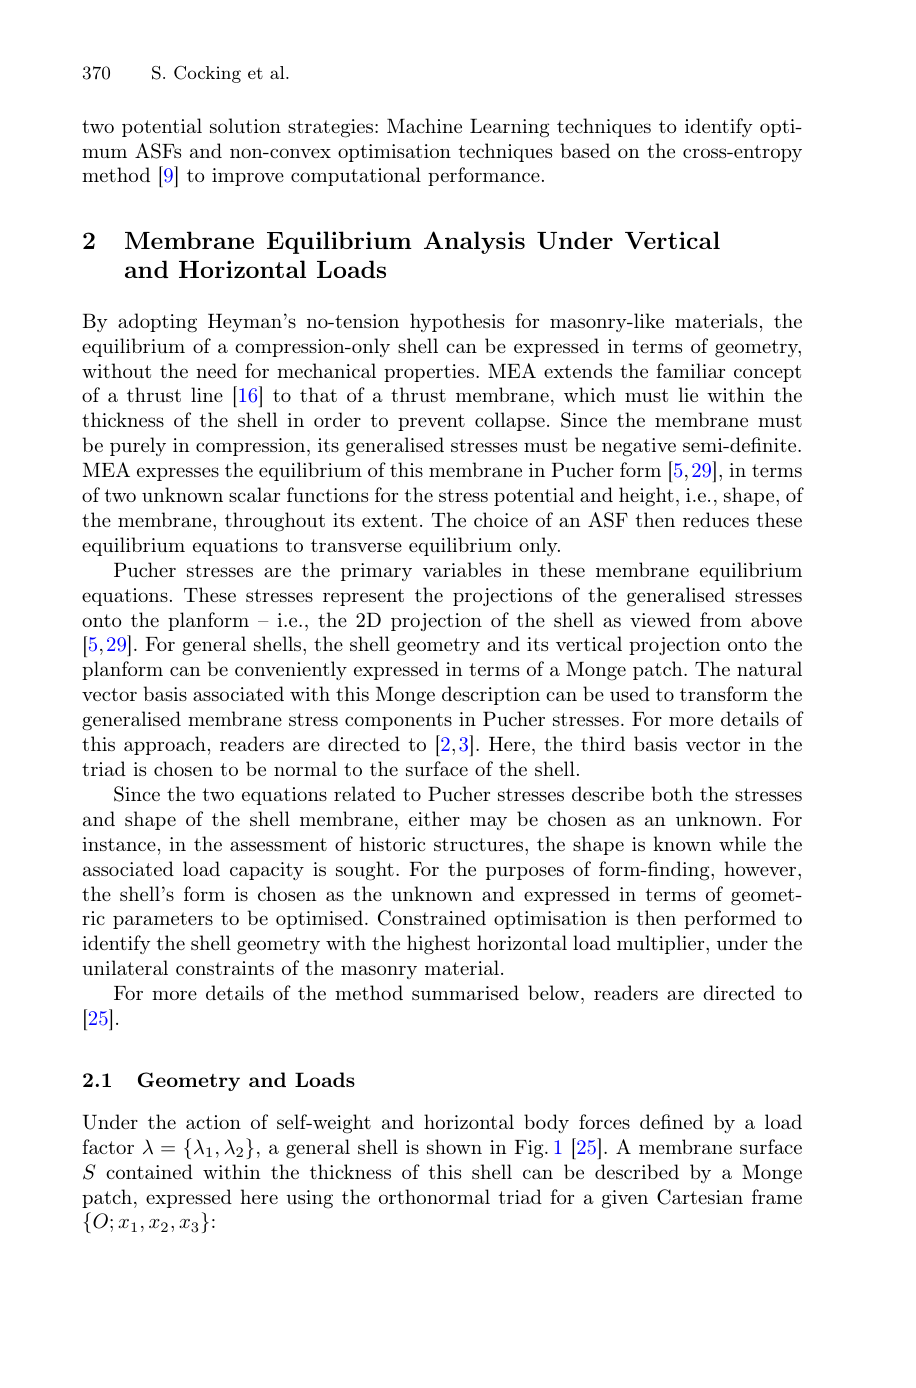 370 S. Cocking et al.
two potential solution strategies: Machine Learning techniques to identify opti-
mum ASFs and non-convex optimisation techniques based on the cross-entropy
method [9] to improve computational performance.
2 Membrane Equilibrium Analysis Under Vertical
and Horizontal Loads
By adopting Heyman's no-tension hypothesis for masonry-like materials, the
equilibrium of a compression-only shell can be expressed in terms of geometry,
without the need for mechanical properties. MEA extends the familiar concept
of a thrust line [16] to that of a thrust membrane, which must lie within the
thickness of the shell in order to prevent collapse. Since the membrane must
be purely in compression, its generalised stresses must be negative semi-definite.
MEA expresses the equilibrium of this membrane in Pucher form [5,29], in terms
of two unknown scalar functions for the stress potential and height, i.e., shape, of
the membrane, throughout its extent. The choice of an ASF then reduces these
equilibrium equations to transverse equilibrium only.
Pucher stresses are the primary variables in these membrane equilibrium
equations. These stresses represent the projections of the generalised stresses
onto the planform – i.e., the 2D projection of the shell as viewed from above
[5,29]. For general shells, the shell geometry and its vertical projection onto the
planform can be conveniently expressed in terms of a Monge patch. The natural
vector basis associated with this Monge description can be used to transform the
generalised membrane stress components in Pucher stresses. For more details of
this approach, readers are directed to [2,3]. Here, the third basis vector in the
triad is chosen to be normal to the surface of the shell.
Since the two equations related to Pucher stresses describe both the stresses
and shape of the shell membrane, either may be chosen as an unknown. For
instance, in the assessment of historic structures, the shape is known while the
associated load capacity is sought. For the purposes of form-finding, however,
the shell's form is chosen as the unknown and expressed in terms of geomet-
ric parameters to be optimised. Constrained optimisation is then performed to
identify the shell geometry with the highest horizontal load multiplier, under the
unilateral constraints of the masonry material.
For more details of the method summarised below, readers are directed to
[25].
2.1 Geometry and Loads
Under the action of self-weight and horizontal body forces defined by a load
factor λ = {λ₁, λ₂}, a general shell is shown in Fig. 1 [25]. A membrane surface
S contained within the thickness of this shell can be described by a Monge
patch, expressed here using the orthonormal triad for a given Cartesian frame
{O; x₁, x₂, x₃}: